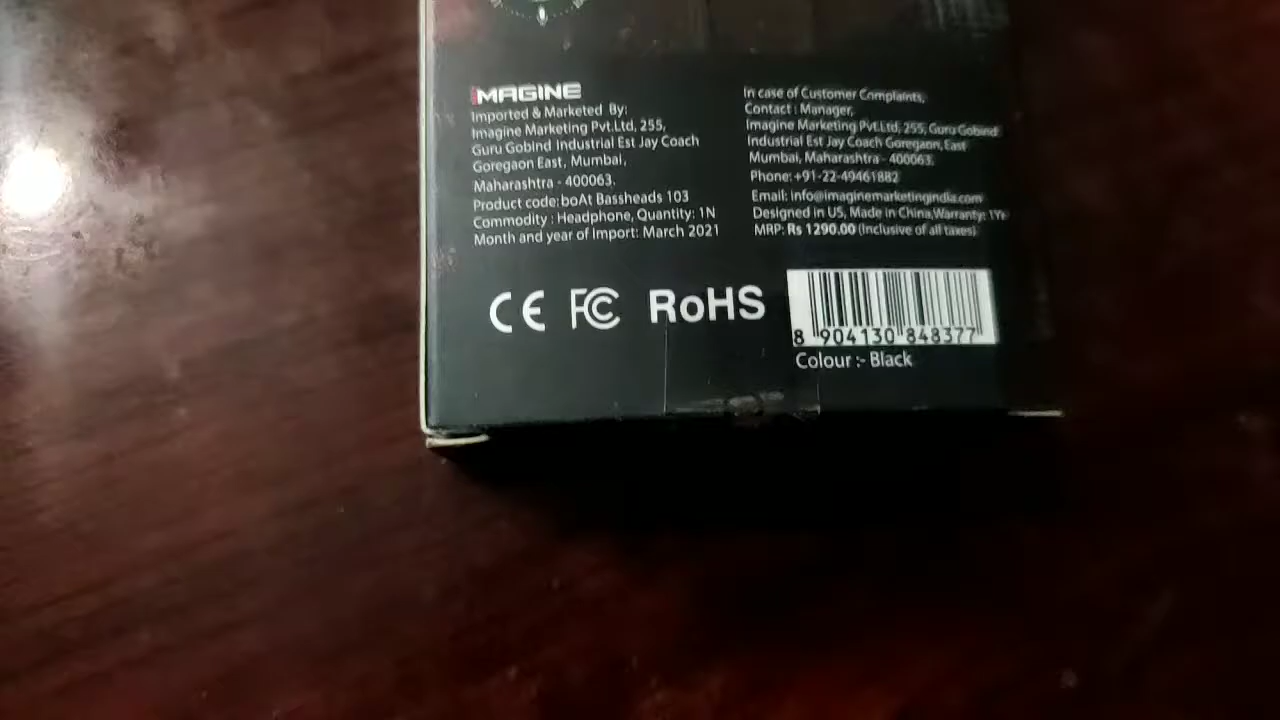 iMAGINE
Imported & Marketed By:
Imagine Marketing Pvt.Ltd, 255,
Guru Gobind Industrial Est Jay Coach
Goregaon East, Mumbai,
Maharashtra - 400063.
Product code:boAt Bassheads 103
Commodity : Headphone, Quantity: 1N
Month and year of Import: March 2021
In case of Customer Complaints,
Contact : Manager,
Imagine Marketing Pvt.Ltd, 255, Guru Gobind
Industrial Est Jay Coach Goregaon, East
Mumbai, Maharashtra - 400063.
Phone:+91-22-49461882
Email: info@imaginemarketingindia.com
Designed in US, Made in China,Warranty: 1Yr
MRP: Rs 1290.00 (Inclusive of all taxes)
CE FC RoHS
8 904130 848377
Colour :- Black